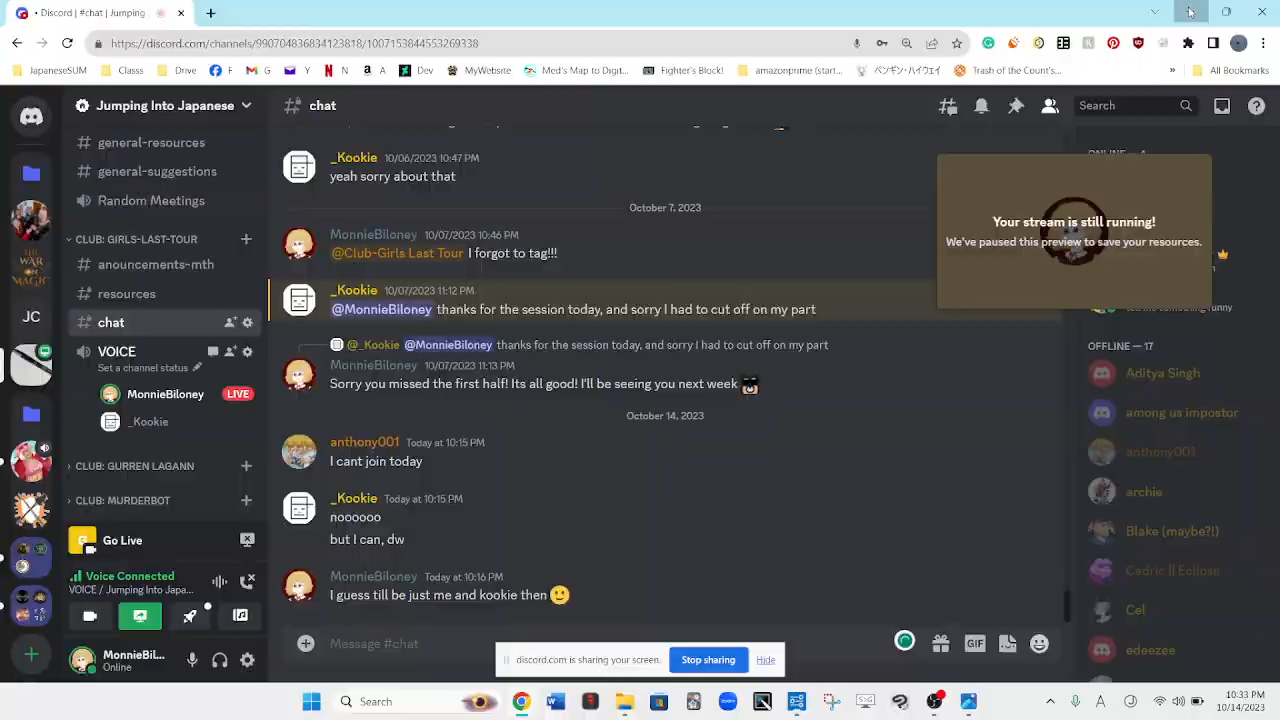 • Discord | #chat | Jumping
https://discord.com/channels/990704836834123818/1007153844553269338
JapaneseSUM
Classs
Drive
F
G
Y
N
A
Dev
MyWebsite
Med's Map to Digit...
Fighter's Block!
amazonprime (start...
ペンギン・ハイウェイ
Trash of the Count's...
»
All Bookmarks
Jumping Into Japanese
chat
Search
general-resources
general-suggestions
Random Meetings
CLUB: GIRLS-LAST-TOUR
anouncements-mth
resources
chat
VOICE
Set a channel status
MonnieBiloney LIVE
_Kookie
CLUB: GURREN LAGANN
CLUB: MURDERBOT
Go Live
Voice Connected
VOICE / Jumping Into Japa...
MonnieBil...
Online
THE
WAR
OF
MAGIC
JC
_Kookie 10/06/2023 10:47 PM
yeah sorry about that
October 7, 2023
MonnieBiloney 10/07/2023 10:46 PM
@Club-Girls Last Tour I forgot to tag!!!
_Kookie 10/07/2023 11:12 PM
@MonnieBiloney thanks for the session today, and sorry I had to cut off on my part
@_Kookie @MonnieBiloney thanks for the session today, and sorry I had to cut off on my part
MonnieBiloney 10/07/2023 11:13 PM
Sorry you missed the first half! Its all good! I'll be seeing you next week
October 14, 2023
anthony001 Today at 10:15 PM
I cant join today
_Kookie Today at 10:15 PM
noooooo
but I can, dw
MonnieBiloney Today at 10:16 PM
I guess till be just me and kookie then
Message #chat
GIF
discord.com is sharing your screen.
Stop sharing
Hide
Your stream is still running!
We've paused this preview to save your resources.
tell me something funny
OFFLINE — 17
Aditya Singh
among us impostor
anthony001
archie
Blake (maybe?!)
Cadric || Eclipse
Cel
edeezee
Search
zoom
A
10:33 PM
10/14/2023